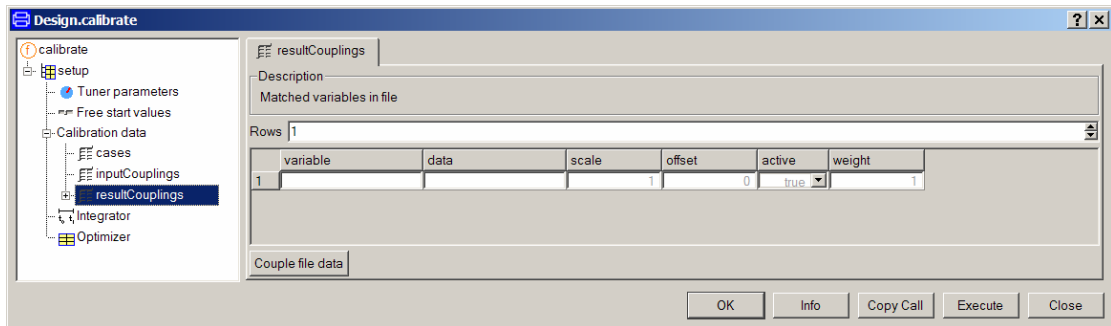 Design.calibrate
calibrate
setup
Tuner parameters
Free start values
Calibration data
cases
inputCouplings
resultCouplings
Integrator
Optimizer
resultCouplings
Description
Matched variables in file
Rows 1
variable data scale offset active weight
1 1 0 true 1
Couple file data
OK Info Copy Call Execute Close